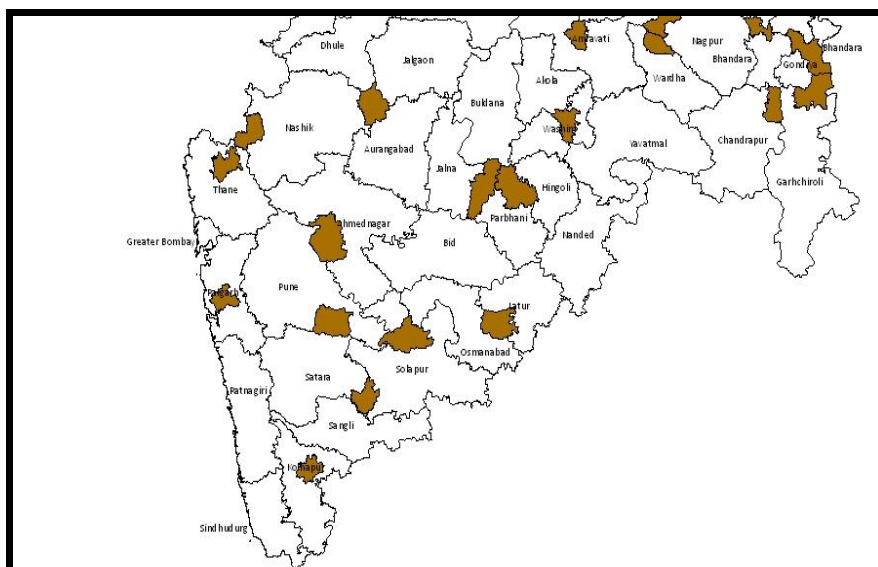 Dhule
Jalgaon
Amravati
Nagpur
Bhandara
Bhandara
Gondia
Akola
Wardha
Buldana
Nashik
Washim
Aurangabad
Jalna
Yavatmal
Chandrapur
Thane
Hingoli
Garhchiroli
Parbhani
Ahmednagar
Nanded
Greater Bombay
Bid
Pune
Raigarh
Latur
Osmanabad
Solapur
Satara
Ratnagiri
Sangli
Kolhapur
Sindhudurg